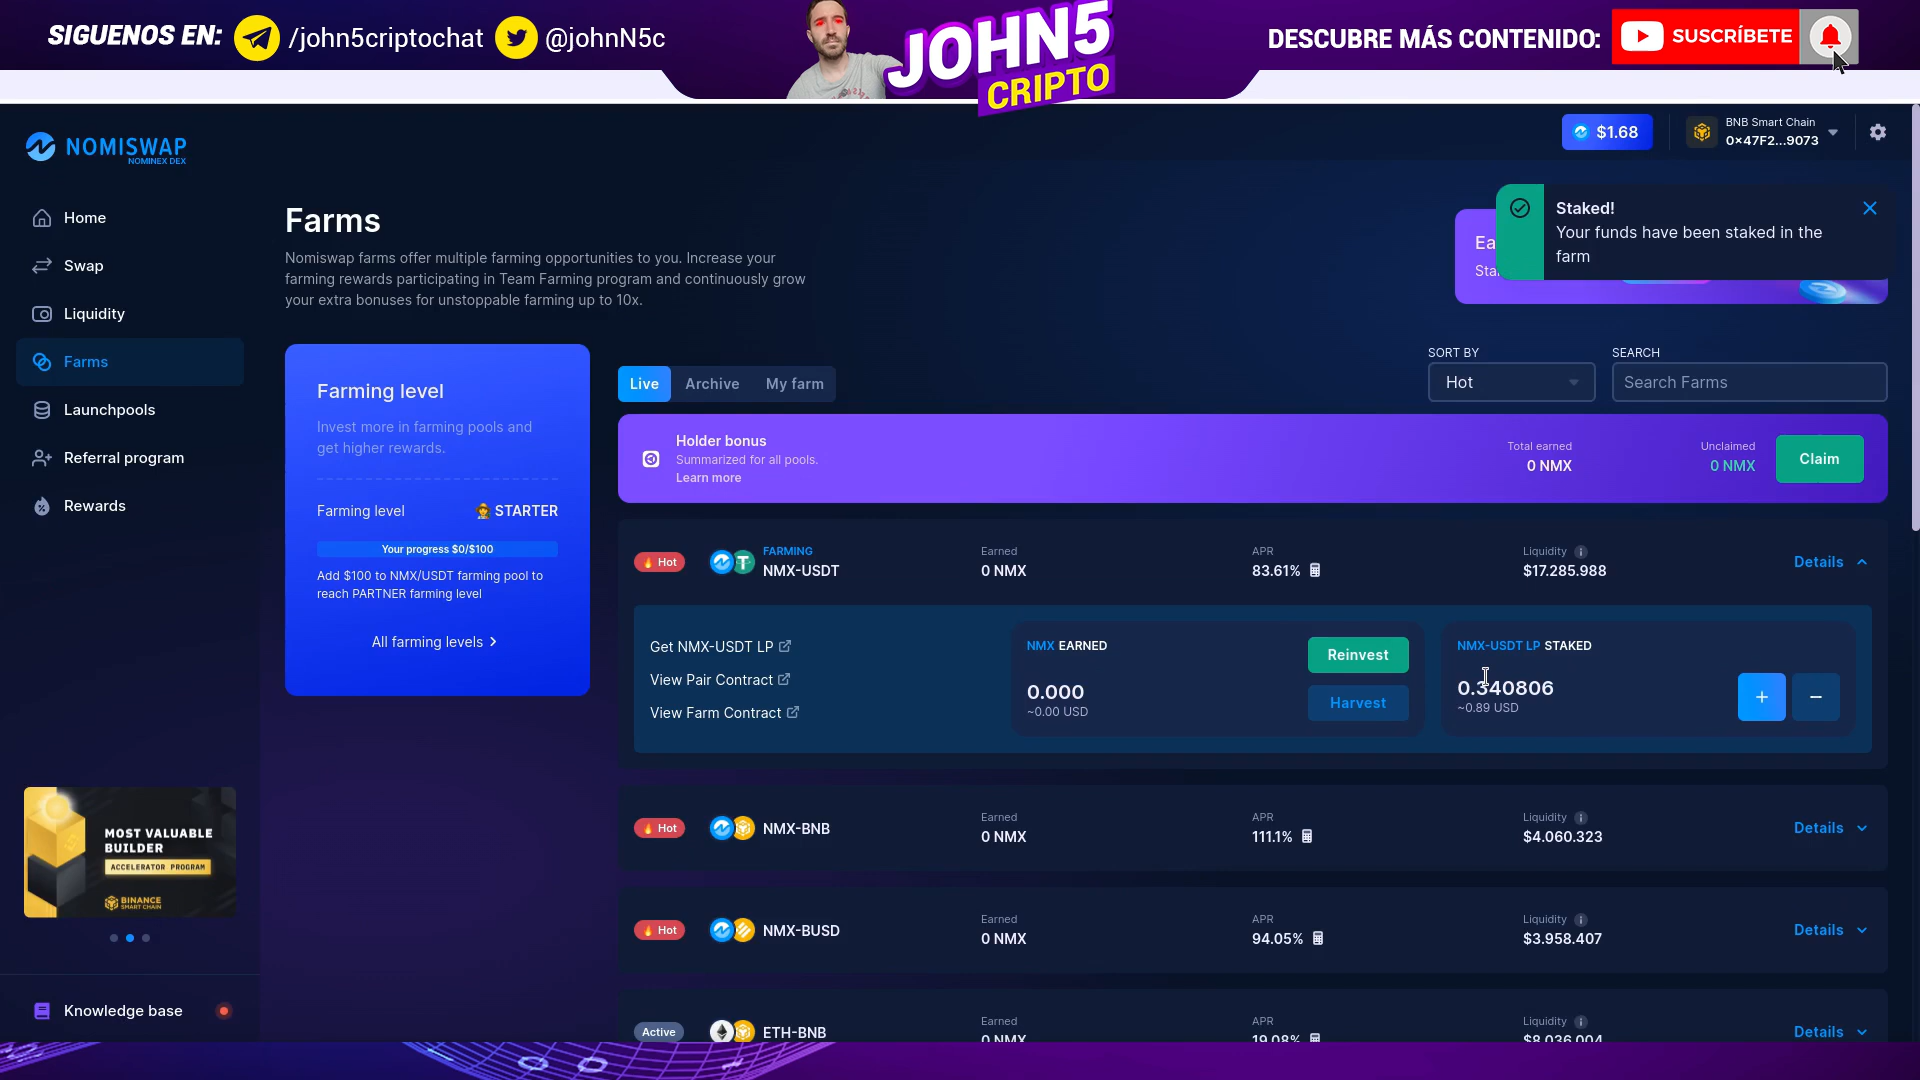 SIGUENOS EN:
/john5criptochat
@johnN5c
JOHN5
CRIPTO
DESCUBRE MÁS CONTENIDO:
SUSCRÍBETE
NOMISWAP
NOMINEX DEX
$1.68
BNB Smart Chain
0x47F2...9073
Home
Swap
Liquidity
Farms
Launchpools
Referral program
Rewards
MOST VALUABLE
BUILDER
ACCELERATOR PROGRAM
BINANCE
SMART CHAIN
Knowledge base
Farms
Nomiswap farms offer multiple farming opportunities to you. Increase your
farming rewards participating in Team Farming program and continuously grow
your extra bonuses for unstoppable farming up to 10x.
Staked!
Your funds have been staked in the
farm
Farming level
Invest more in farming pools and
get higher rewards.
Farming level
STARTER
Your progress $0/$100
Add $100 to NMX/USDT farming pool to
reach PARTNER farming level
All farming levels
Live
Archive
My farm
SORT BY
Hot
SEARCH
Search Farms
Holder bonus
Summarized for all pools.
Learn more
Total earned
0 NMX
Unclaimed
0 NMX
Claim
Hot
FARMING
NMX-USDT
Earned
0 NMX
APR
83.61%
Liquidity
$17.285.988
Details
Get NMX-USDT LP
View Pair Contract
View Farm Contract
NMX EARNED
0.000
~0.00 USD
Reinvest
Harvest
NMX-USDT LP STAKED
0.340806
~0.89 USD
+
−
Hot
NMX-BNB
Earned
0 NMX
APR
111.1%
Liquidity
$4.060.323
Details
Hot
NMX-BUSD
Earned
0 NMX
APR
94.05%
Liquidity
$3.958.407
Details
Active
ETH-BNB
Earned
0 NMX
APR
19.08%
Liquidity
$8.036.004
Details